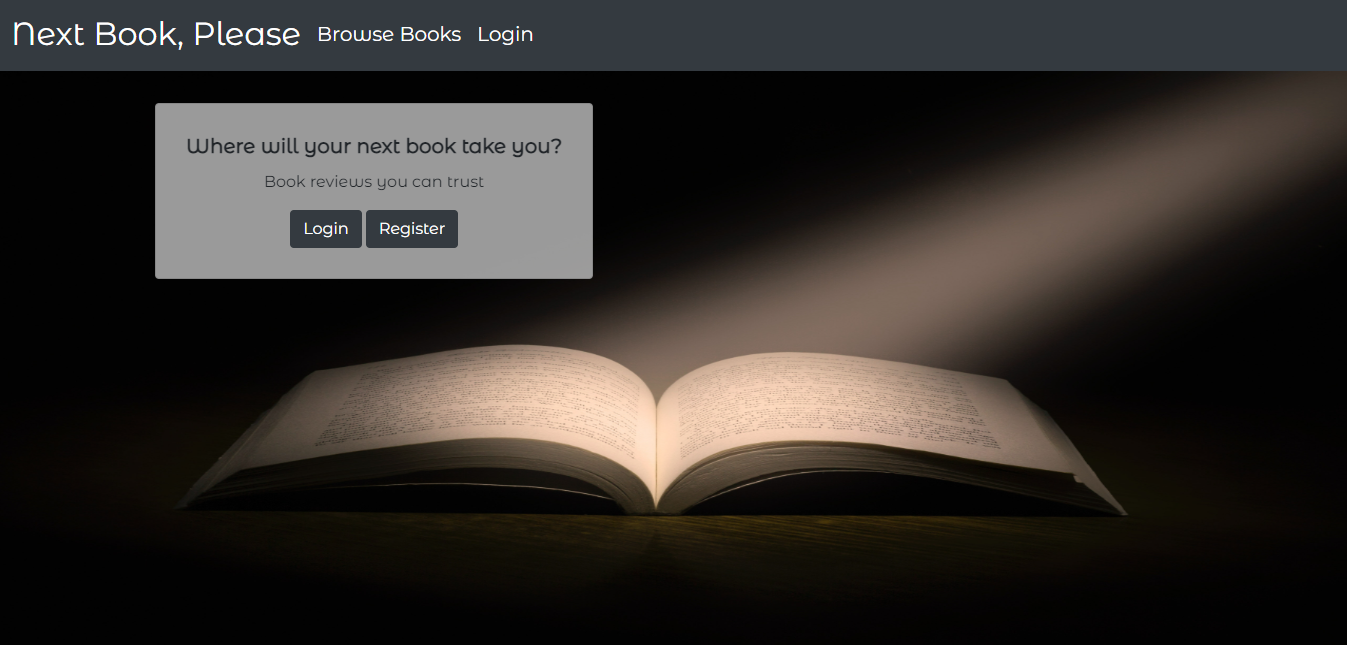 Next Book, Please Browse Books Login
Where will your next book take you?
Book reviews you can trust
Login Register